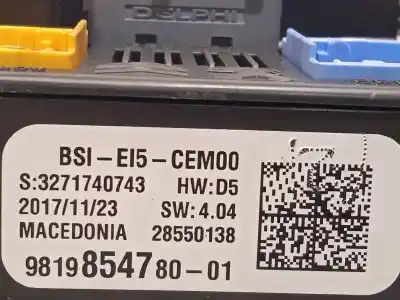 DELPHI
BSI-EI5-CEM00
S:3271740743 HW:D5
2017/11/23 SW:4.04
MACEDONIA 28550138
9819854780-01